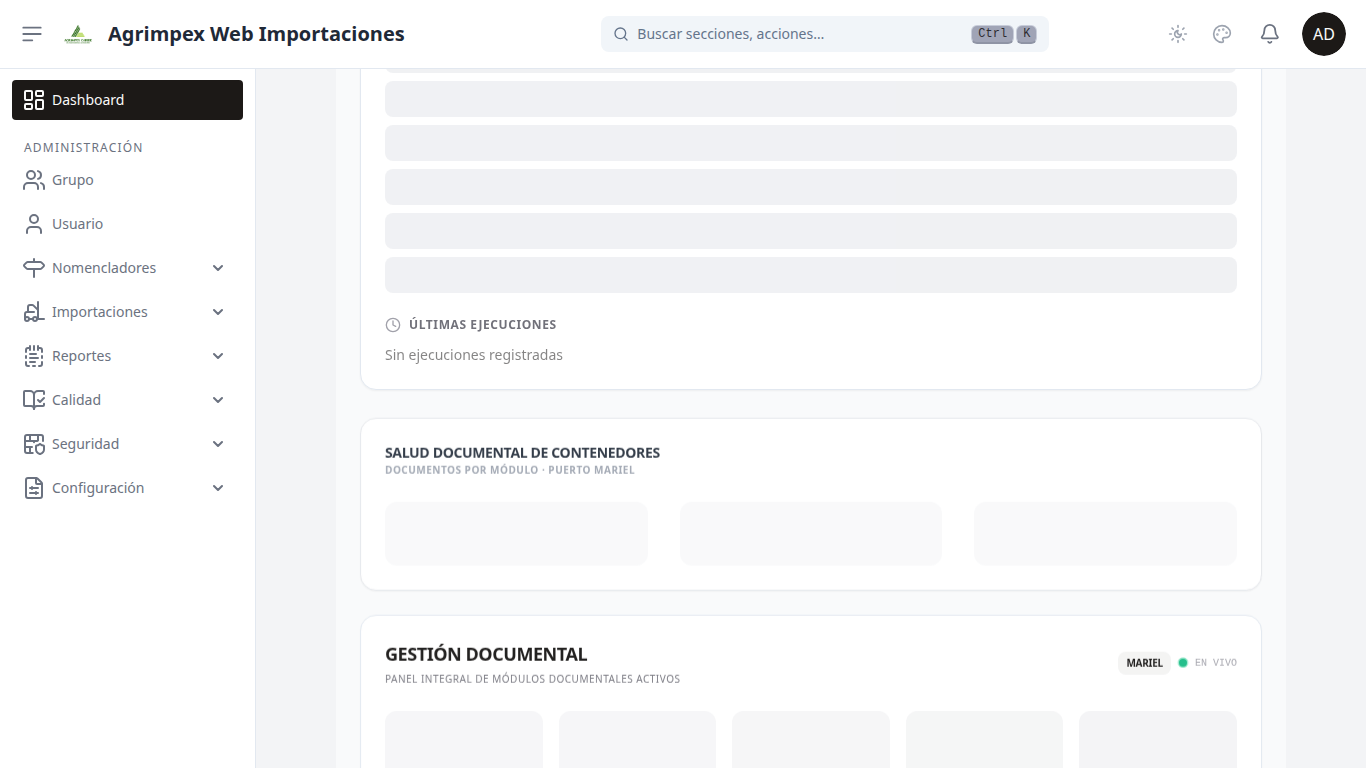 Agrimpex Web Importaciones
Buscar secciones, acciones...
Ctrl K
AD
Dashboard
ADMINISTRACIÓN
Grupo
Usuario
Nomencladores
Importaciones
Reportes
Calidad
Seguridad
Configuración
ÚLTIMAS EJECUCIONES
Sin ejecuciones registradas
SALUD DOCUMENTAL DE CONTENEDORES
DOCUMENTOS POR MÓDULO · PUERTO MARIEL
GESTIÓN DOCUMENTAL
PANEL INTEGRAL DE MÓDULOS DOCUMENTALES ACTIVOS
MARIEL
EN VIVO